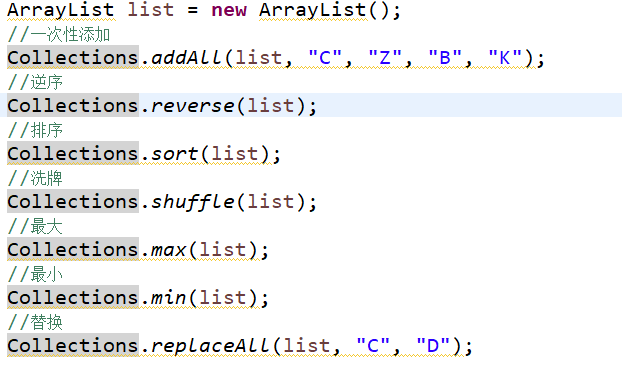 ArrayList list = new ArrayList();
//一次性添加
Collections.addAll(list, "C", "Z", "B", "K");
//逆序
Collections.reverse(list);
//排序
Collections.sort(list);
//洗牌
Collections.shuffle(list);
//最大
Collections.max(list);
//最小
Collections.min(list);
//替换
Collections.replaceAll(list, "C", "D");